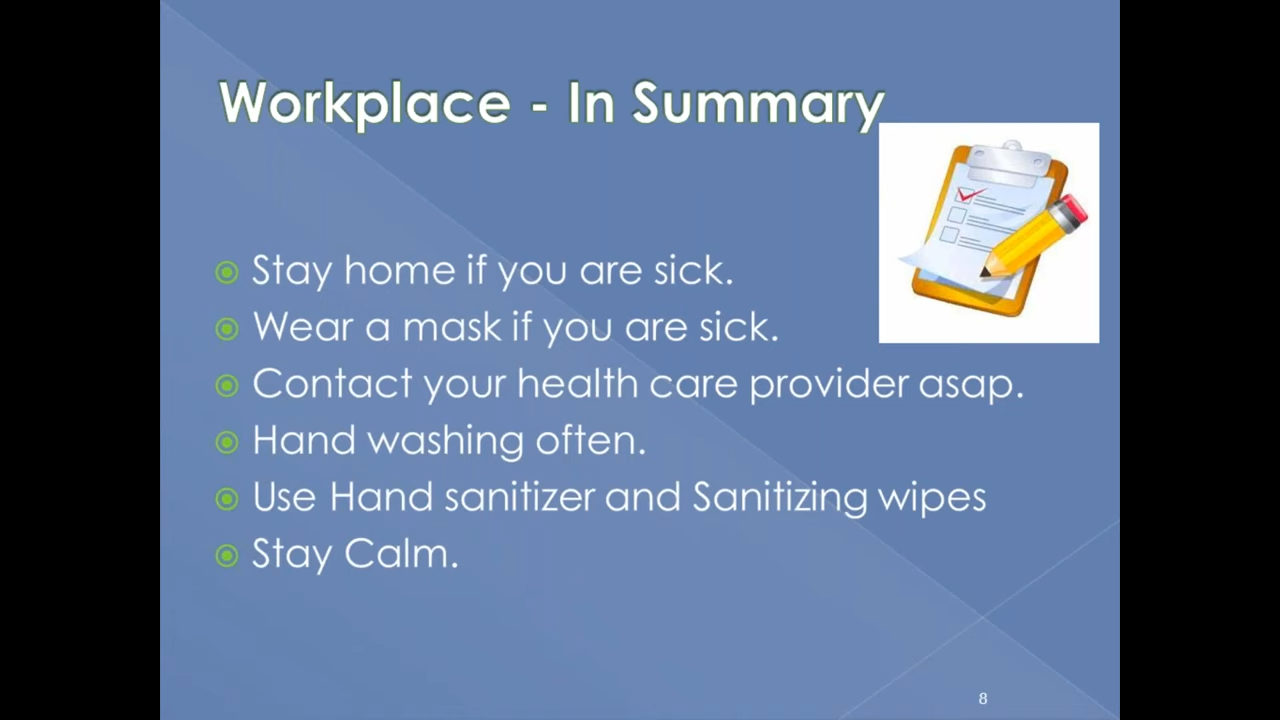 Workplace - In Summary
Stay home if you are sick.
Wear a mask if you are sick.
Contact your health care provider asap.
Hand washing often.
Use Hand sanitizer and Sanitizing wipes
Stay Calm.
8